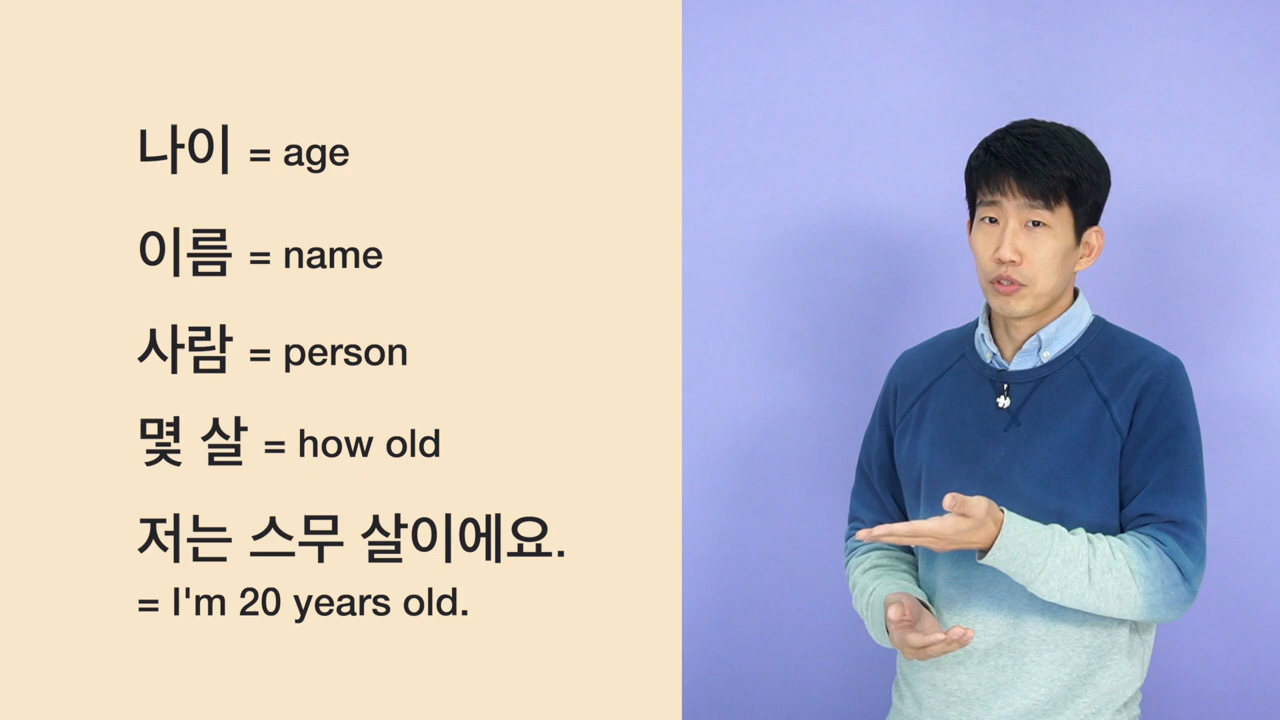 나이 = age
이름 = name
사람 = person
몇 살 = how old
저는 스무 살이에요.
= I'm 20 years old.